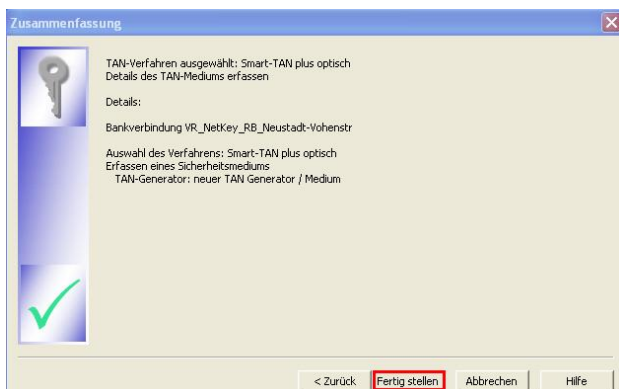 Zusammenfassung
TAN-Verfahren ausgewählt: Smart-TAN plus optisch
Details des TAN-Mediums erfassen
Details:
Bankverbindung VR_NetKey_RB_Neustadt-Vohenstr
Auswahl des Verfahrens: Smart-TAN plus optisch
Erfassen eines Sicherheitsmediums
TAN-Generator: neuer TAN Generator / Medium
< Zurück Fertig stellen Abbrechen Hilfe